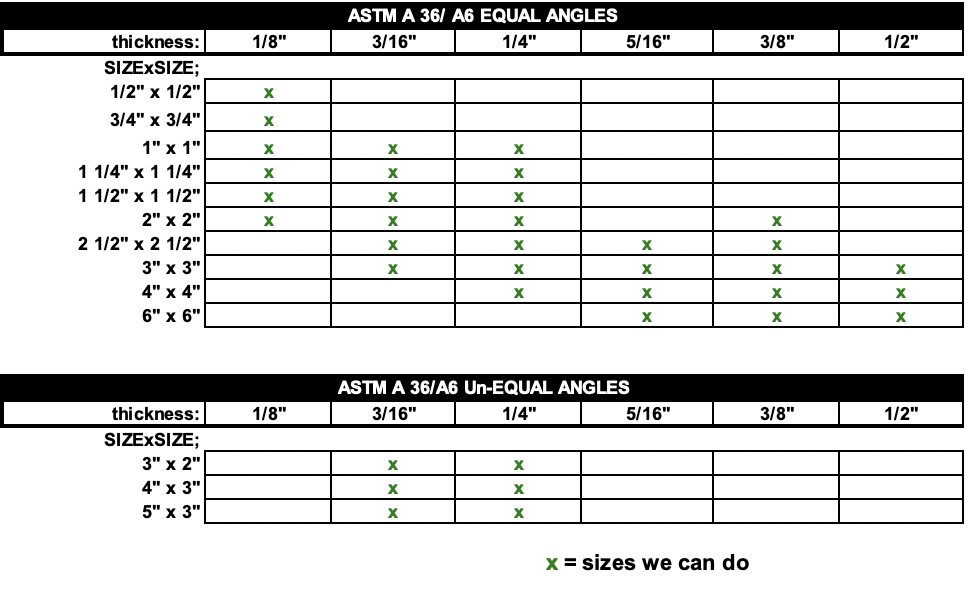 ASTM A 36/ A6 EQUAL ANGLES
thickness: 1/8" 3/16" 1/4" 5/16" 3/8" 1/2"
SIZExSIZE;
1/2" x 1/2" x
3/4" x 3/4" x
1" x 1" x x x
1 1/4" x 1 1/4" x x x
1 1/2" x 1 1/2" x x x
2" x 2" x x x x
2 1/2" x 2 1/2" x x x x
3" x 3" x x x x x
4" x 4" x x x x
6" x 6" x x x
ASTM A 36/A6 Un-EQUAL ANGLES
thickness: 1/8" 3/16" 1/4" 5/16" 3/8" 1/2"
SIZExSIZE;
3" x 2" x x
4" x 3" x x
5" x 3" x x
x = sizes we can do